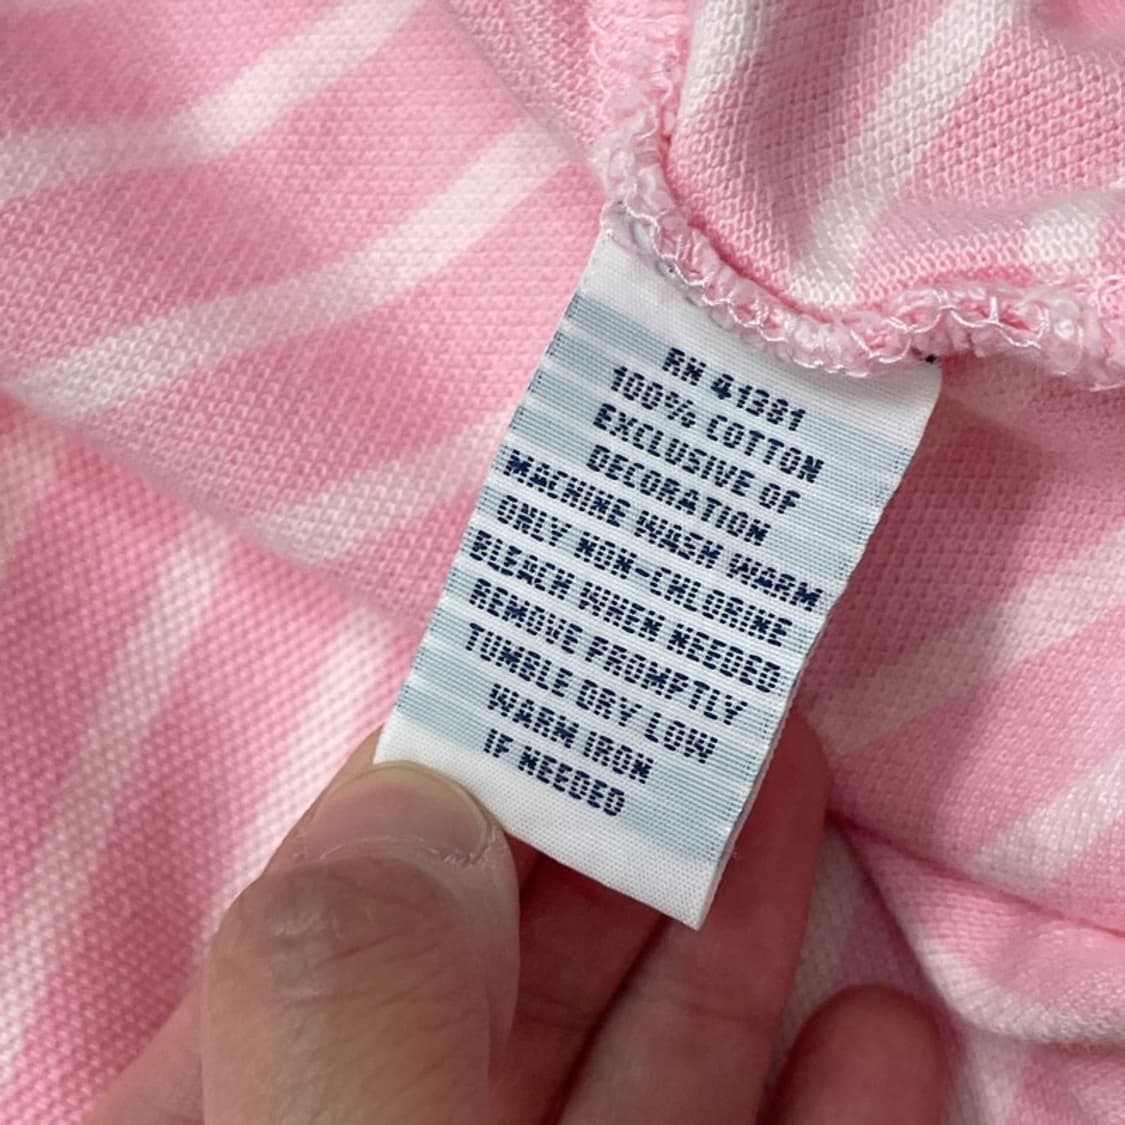 RN 41381
100% COTTON
EXCLUSIVE OF
DECORATION
MACHINE WASH WARM
ONLY NON-CHLORINE
BLEACH WHEN NEEDED
REMOVE PROMPTLY
TUMBLE DRY LOW
WARM IRON
IF NEEDED